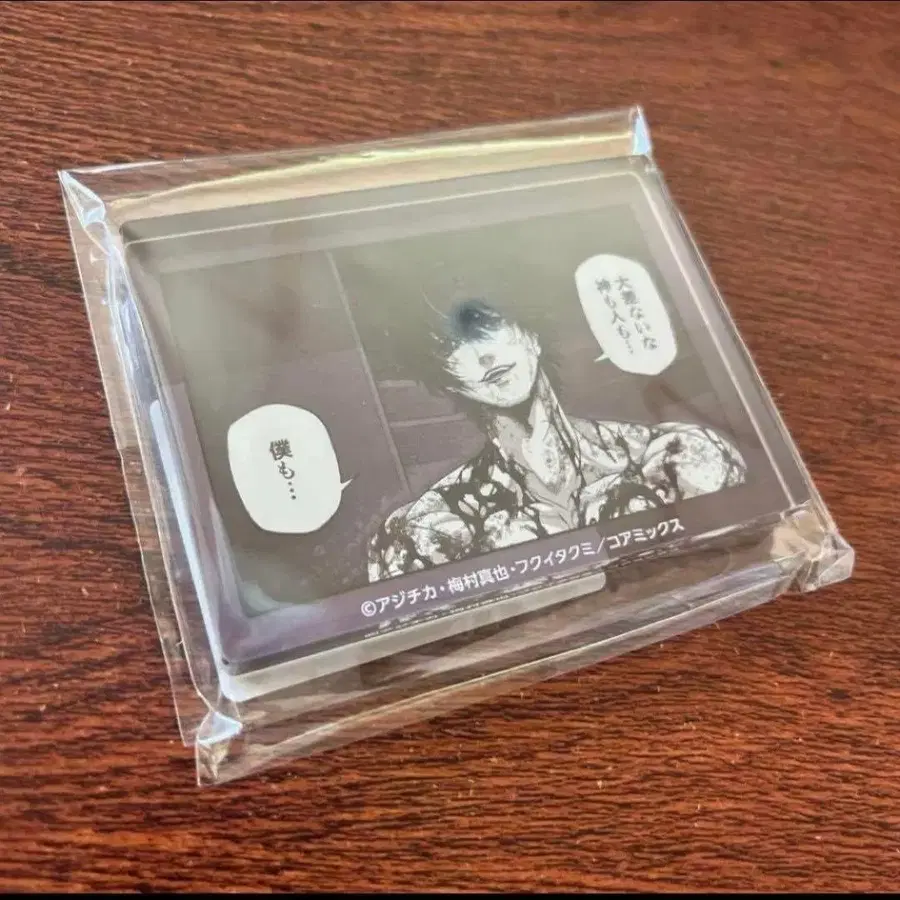 大差ないな
神も人も…
僕も…
©アジチカ・梅村真也・フクイタクミ／コアミックス